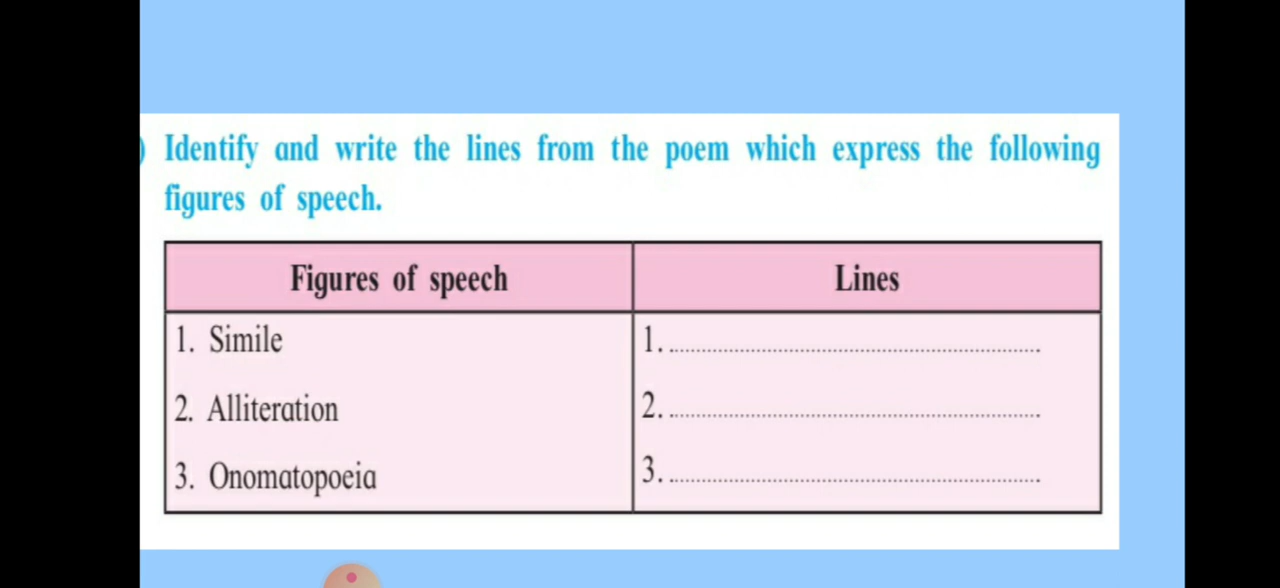 ) Identify and write the lines from the poem which express the following
figures of speech.
Figures of speech Lines
1. Simile 1. ..........................................................
2. Alliteration 2. ..........................................................
3. Onomatopoeia 3. ..........................................................